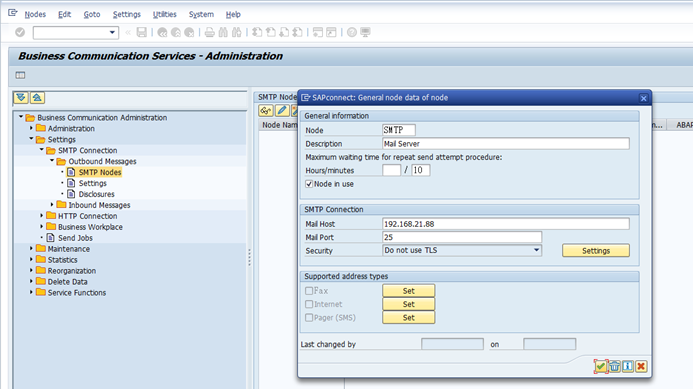 Nodes Edit Goto Settings Utilities System Help
Business Communication Services - Administration
Business Communication Administration
Administration
Settings
SMTP Connection
Outbound Messages
SMTP Nodes
Settings
Disclosures
Inbound Messages
HTTP Connection
Business Workplace
Send Jobs
Maintenance
Statistics
Reorganization
Delete Data
Service Functions
SMTP Node
Node Nam
m... ABAP
SAPconnect: General node data of node
General information
Node SMTP
Description Mail Server
Maximum waiting time for repeat send attempt procedure:
Hours/minutes / 10
Node in use
SMTP Connection
Mail Host 192.168.21.88
Mail Port 25
Security Do not use TLS Settings
Supported address types
Fax Set
Internet Set
Pager (SMS) Set
Last changed by on